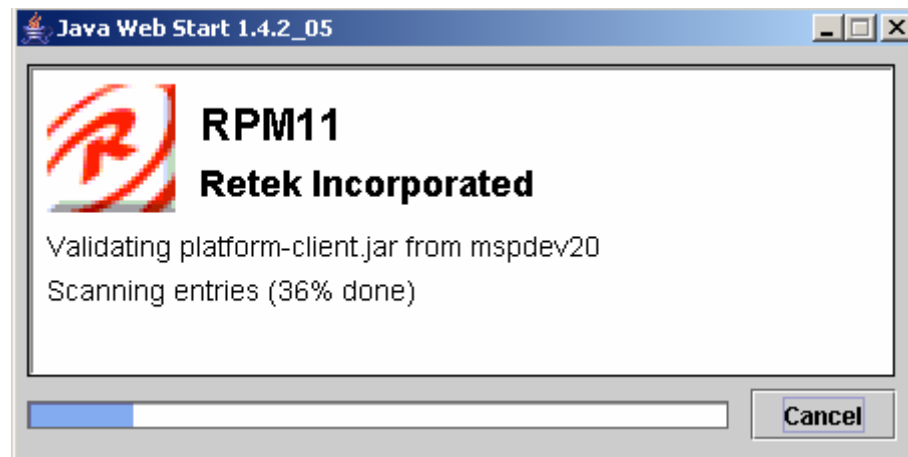 Java Web Start 1.4.2_05
R
RPM11
Retek Incorporated
Validating platform-client.jar from mspdev20
Scanning entries (36% done)
Cancel